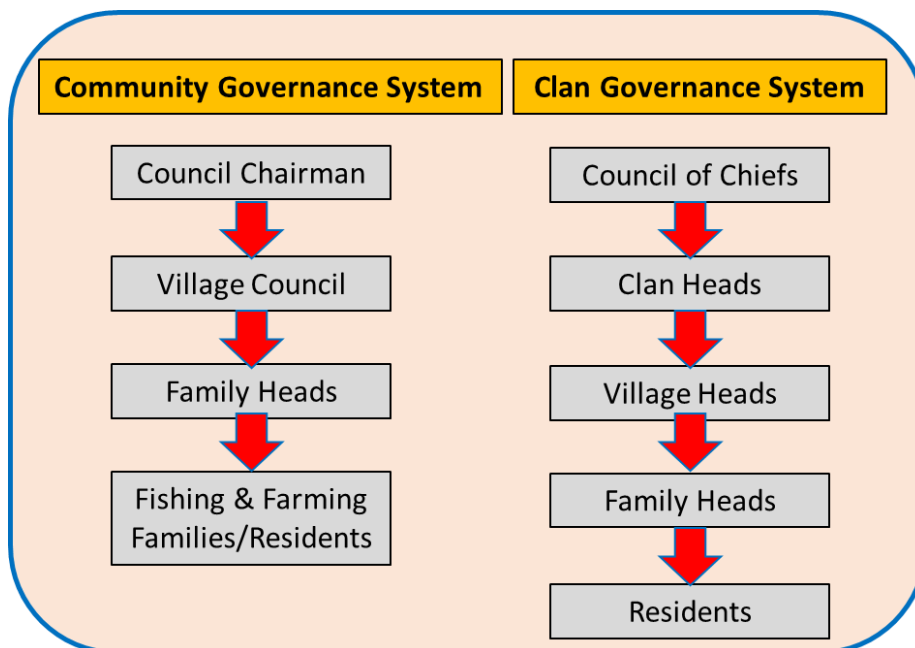 Community Governance System
Council Chairman
Village Council
Family Heads
Fishing & Farming
Families/Residents
Clan Governance System
Council of Chiefs
Clan Heads
Village Heads
Family Heads
Residents